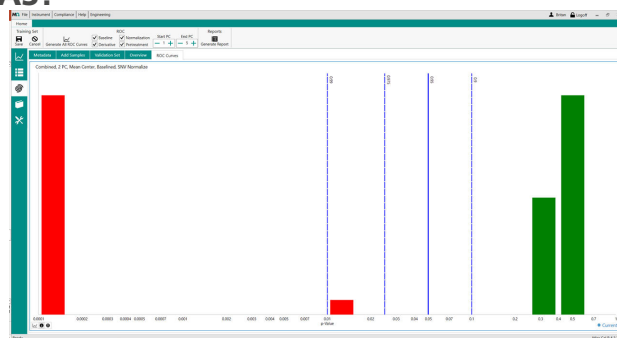 File Instrument Compliance Help Engineering
Logoff
Home
Training Set
ROC
Reports
Save Cancel Generate All ROC Curves
Baseline Normalization
Derivative Pretreatment
Start PC End PC
1 5
Generate Report
Metadata Add Samples Validation Set Overview ROC Curves
Combined, 2 PC, Mean Center, Baselined, SNV Normalize
0.0001 0.0002 0.0003 0.0004 0.0005 0.0007 0.001 0.002 0.003 0.004 0.005 0.007 0.01 0.02 0.03 0.04 0.05 0.07 0.1 0.2 0.3 0.4 0.5 0.7 1
p-Value
Current